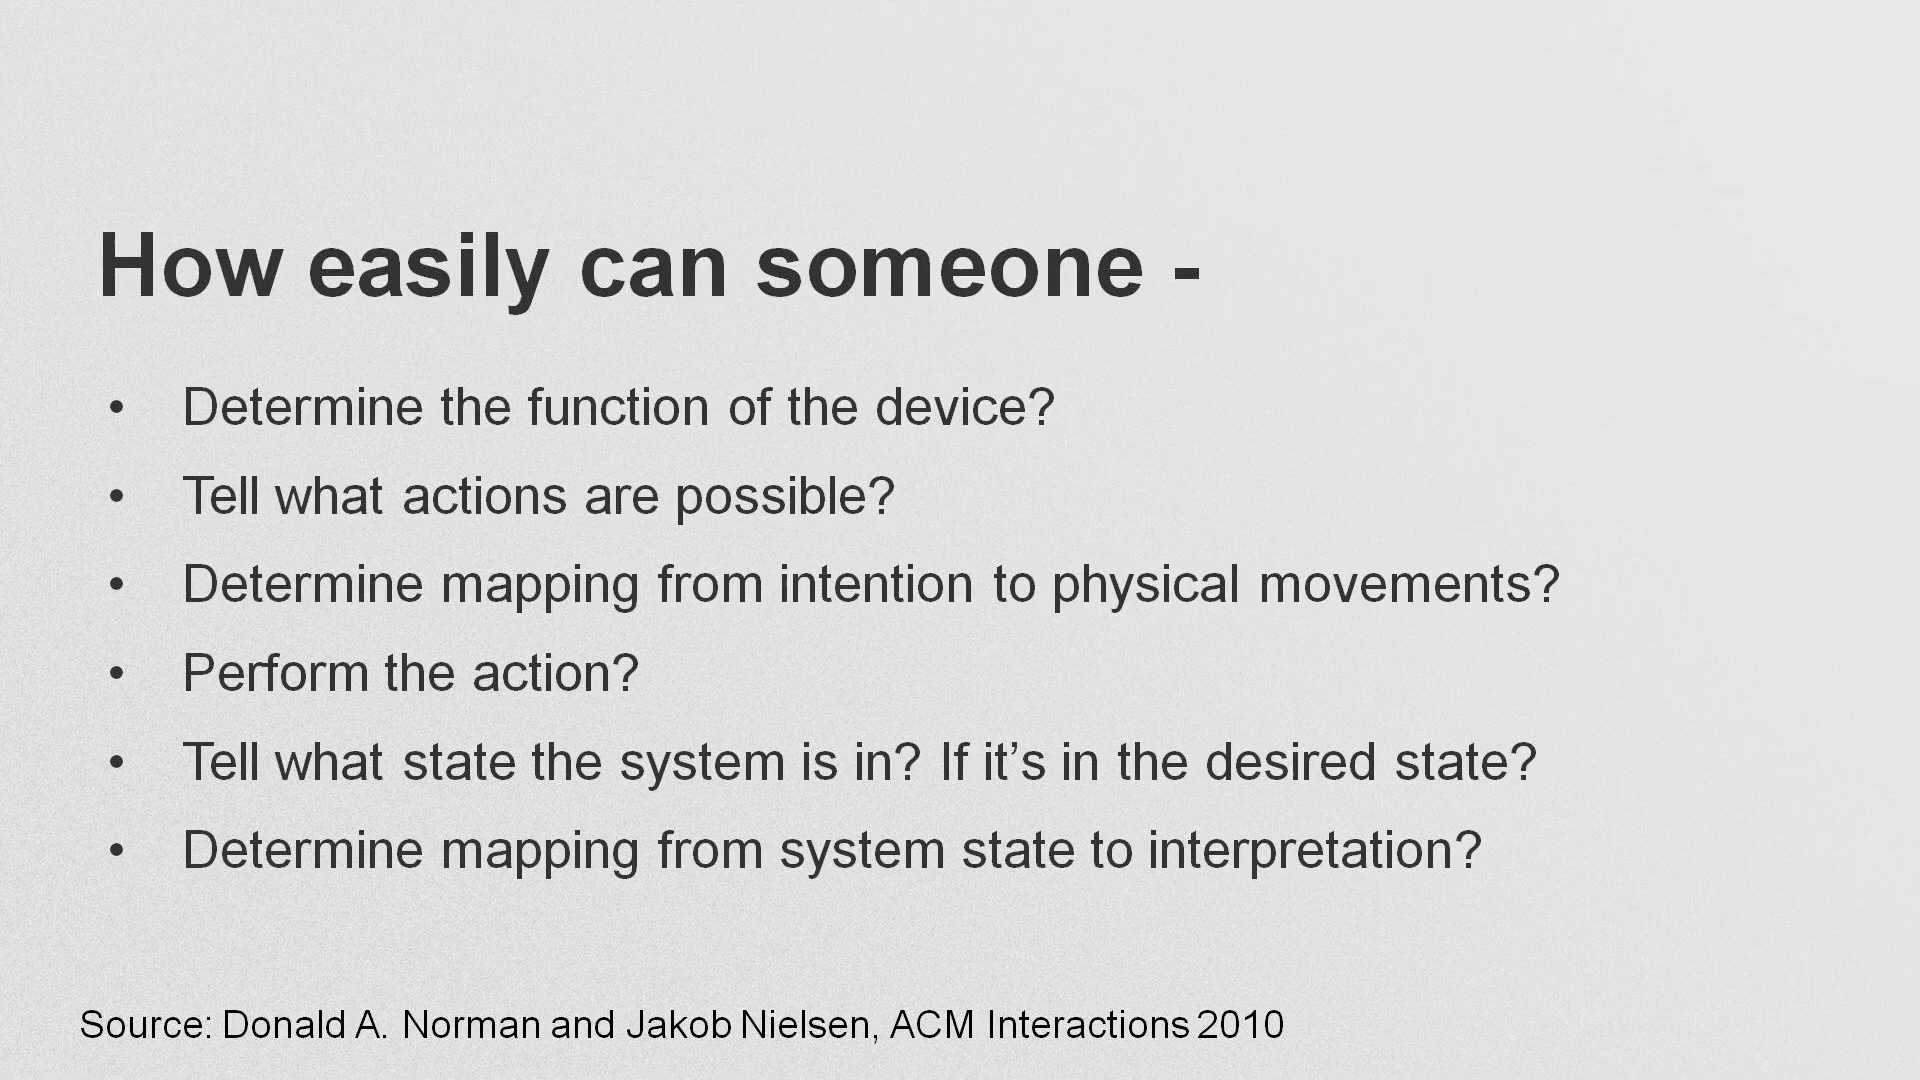 How easily can someone -
• Determine the function of the device?
• Tell what actions are possible?
• Determine mapping from intention to physical movements?
• Perform the action?
• Tell what state the system is in? If it’s in the desired state?
• Determine mapping from system state to interpretation?
Source: Donald A. Norman and Jakob Nielsen, ACM Interactions 2010